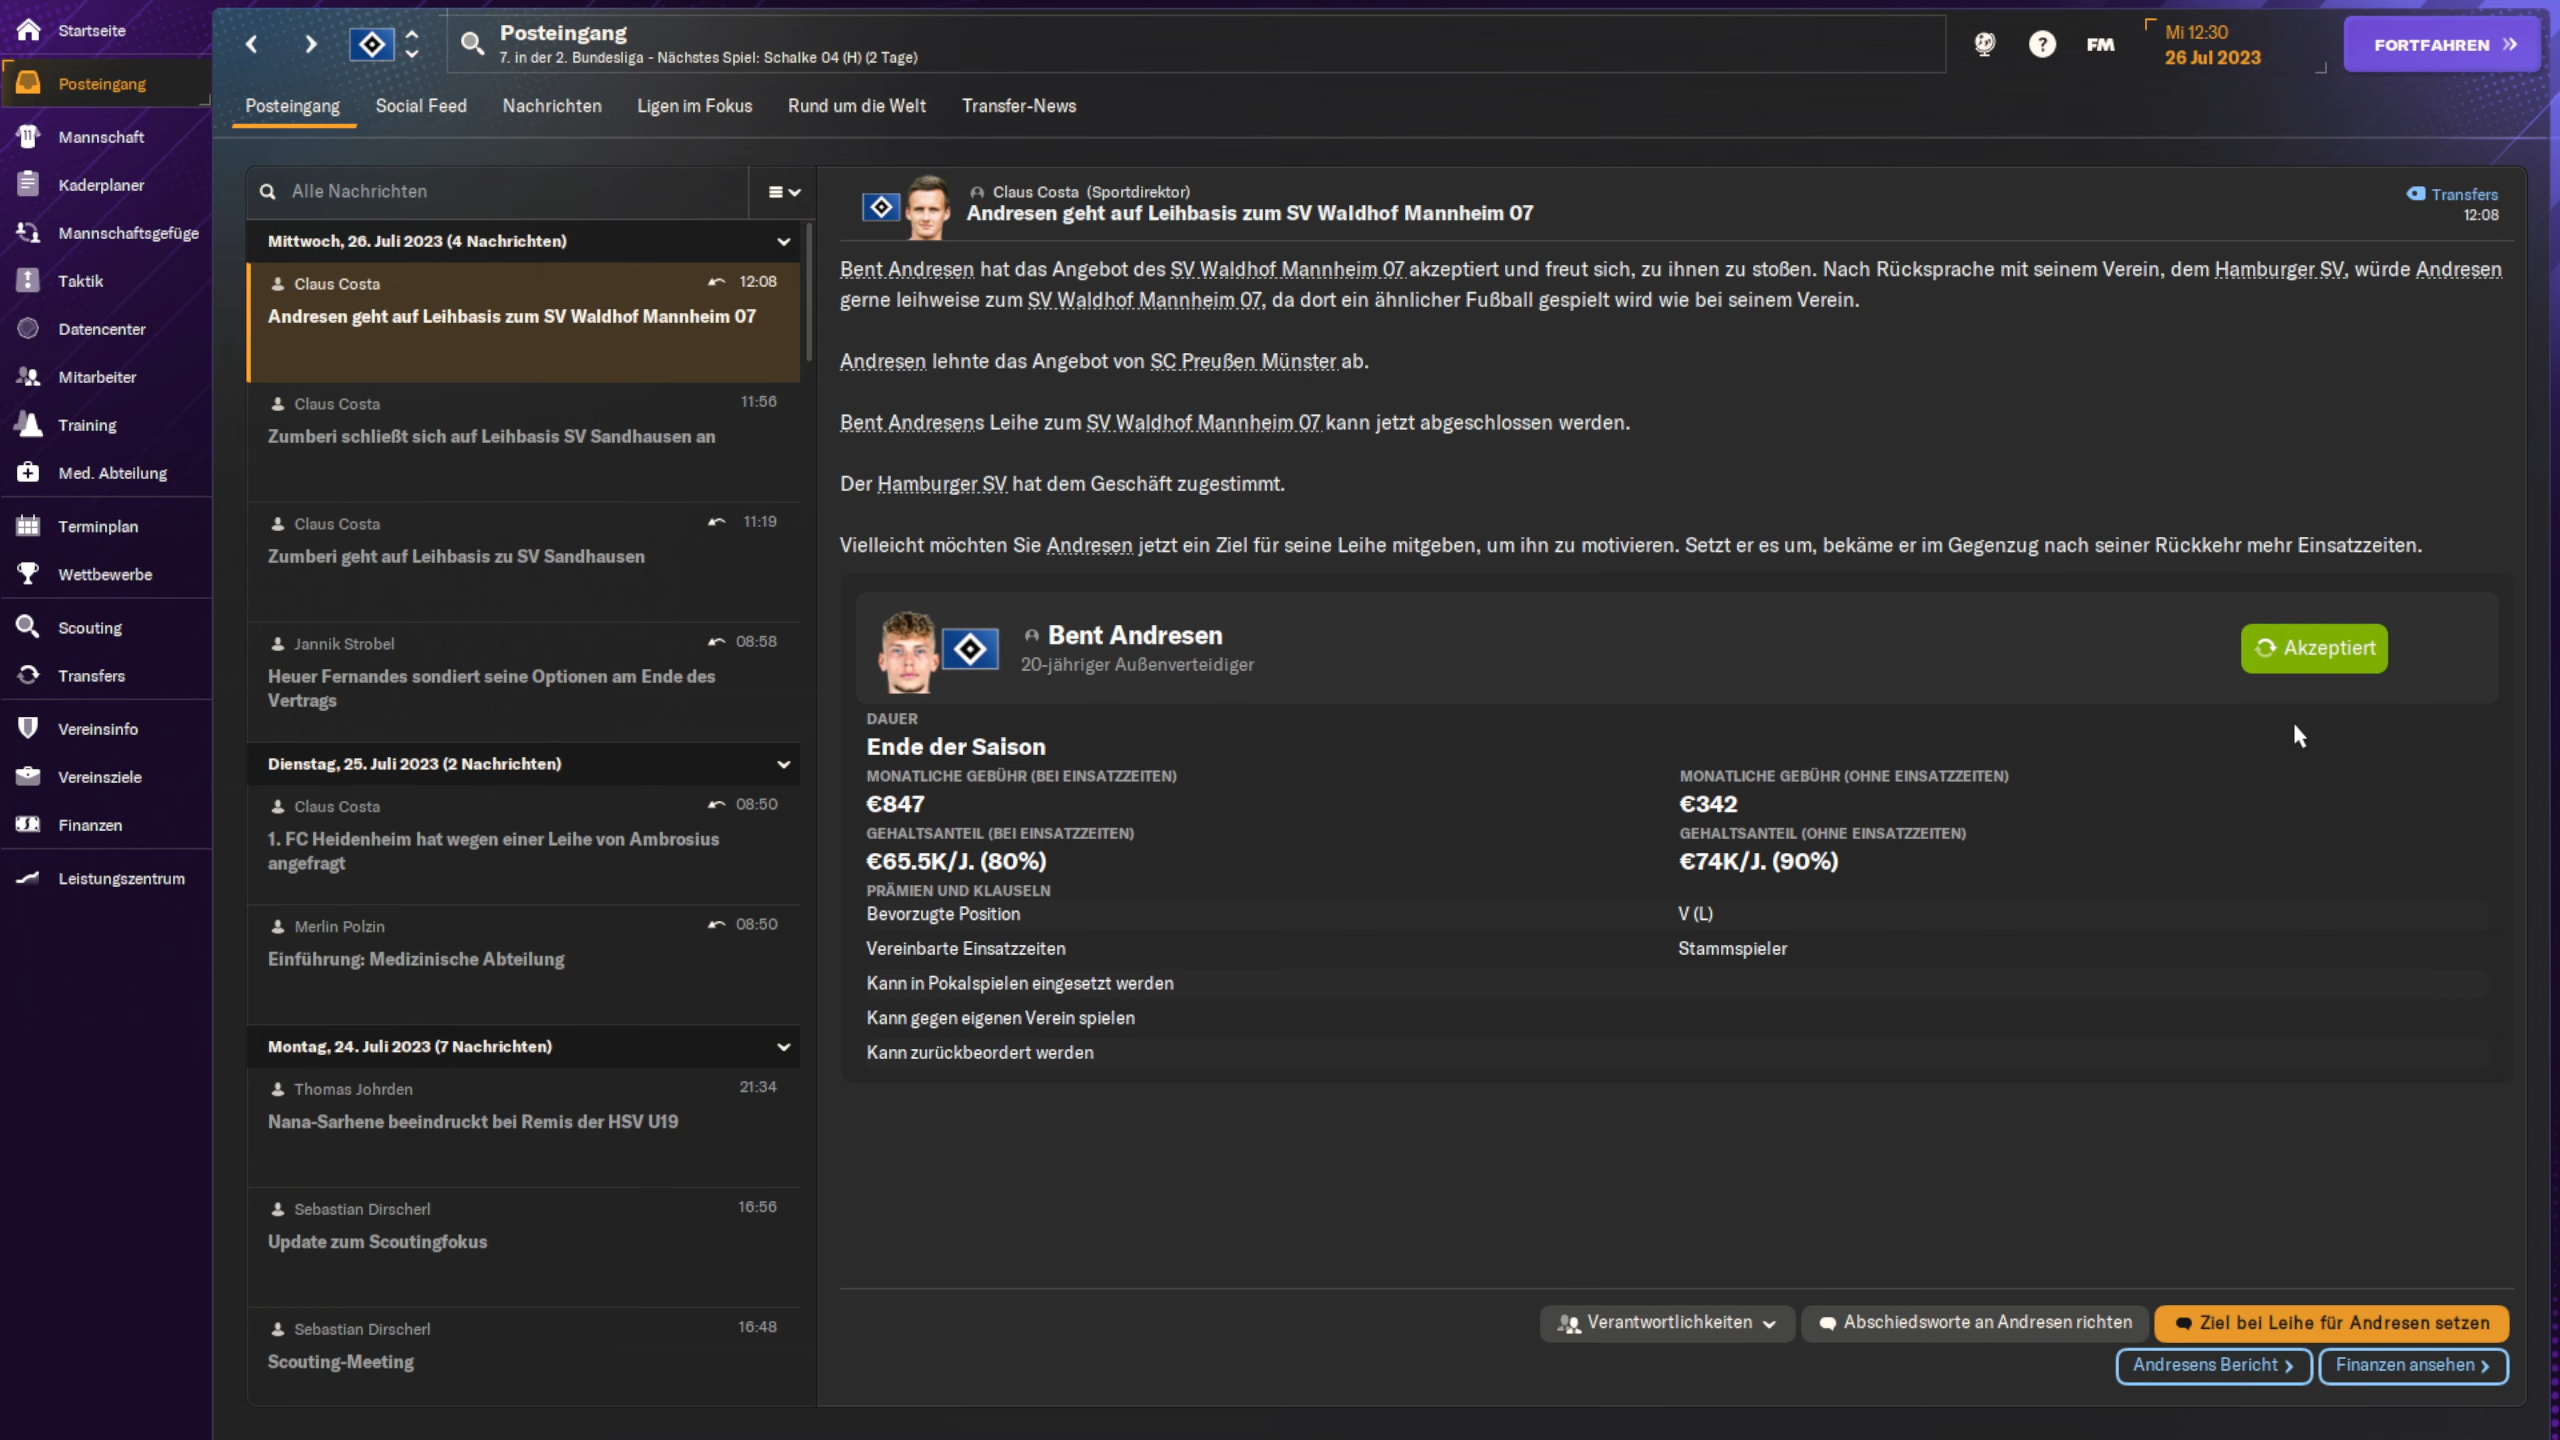 Startseite
Posteingang
Mannschaft
Kaderplaner
Mannschaftsgefüge
Taktik
Datencenter
Mitarbeiter
Training
Med. Abteilung
Terminplan
Wettbewerbe
Scouting
Transfers
Vereinsinfo
Vereinsziele
Finanzen
Leistungszentrum
Posteingang
7. in der 2. Bundesliga - Nächstes Spiel: Schalke 04 (H) (2 Tage)
?
FM
Mi 12:30
26 Jul 2023
FORTFAHREN
Posteingang Social Feed Nachrichten Ligen im Fokus Rund um die Welt Transfer-News
Alle Nachrichten
Mittwoch, 26. Juli 2023 (4 Nachrichten)
Claus Costa 12:08
Andresen geht auf Leihbasis zum SV Waldhof Mannheim 07
Claus Costa 11:56
Zumberi schließt sich auf Leihbasis SV Sandhausen an
Claus Costa 11:19
Zumberi geht auf Leihbasis zu SV Sandhausen
Jannik Strobel 08:58
Heuer Fernandes sondiert seine Optionen am Ende des
Vertrags
Dienstag, 25. Juli 2023 (2 Nachrichten)
Claus Costa 08:50
1. FC Heidenheim hat wegen einer Leihe von Ambrosius
angefragt
Merlin Polzin 08:50
Einführung: Medizinische Abteilung
Montag, 24. Juli 2023 (7 Nachrichten)
Thomas Johrden 21:34
Nana-Sarhene beeindruckt bei Remis der HSV U19
Sebastian Dirscherl 16:56
Update zum Scoutingfokus
Sebastian Dirscherl 16:48
Scouting-Meeting
Claus Costa (Sportdirektor)
Andresen geht auf Leihbasis zum SV Waldhof Mannheim 07
Transfers
12:08
Bent Andresen hat das Angebot des SV Waldhof Mannheim 07 akzeptiert und freut sich, zu ihnen zu stoßen. Nach Rücksprache mit seinem Verein, dem Hamburger SV, würde Andresen
gerne leihweise zum SV Waldhof Mannheim 07, da dort ein ähnlicher Fußball gespielt wird wie bei seinem Verein.
Andresen lehnte das Angebot von SC Preußen Münster ab.
Bent Andresens Leihe zum SV Waldhof Mannheim 07 kann jetzt abgeschlossen werden.
Der Hamburger SV hat dem Geschäft zugestimmt.
Vielleicht möchten Sie Andresen jetzt ein Ziel für seine Leihe mitgeben, um ihn zu motivieren. Setzt er es um, bekäme er im Gegenzug nach seiner Rückkehr mehr Einsatzzeiten.
Bent Andresen
20-jähriger Außenverteidiger
Akzeptiert
DAUER
Ende der Saison
MONATLICHE GEBÜHR (BEI EINSATZZEITEN) MONATLICHE GEBÜHR (OHNE EINSATZZEITEN)
€847 €342
GEHALTSANTEIL (BEI EINSATZZEITEN) GEHALTSANTEIL (OHNE EINSATZZEITEN)
€65.5K/J. (80%) €74K/J. (90%)
PRÄMIEN UND KLAUSELN
Bevorzugte Position V (L)
Vereinbarte Einsatzzeiten Stammspieler
Kann in Pokalspielen eingesetzt werden
Kann gegen eigenen Verein spielen
Kann zurückbeordert werden
Verantwortlichkeiten Abschiedsworte an Andresen richten Ziel bei Leihe für Andresen setzen
Andresens Bericht Finanzen ansehen